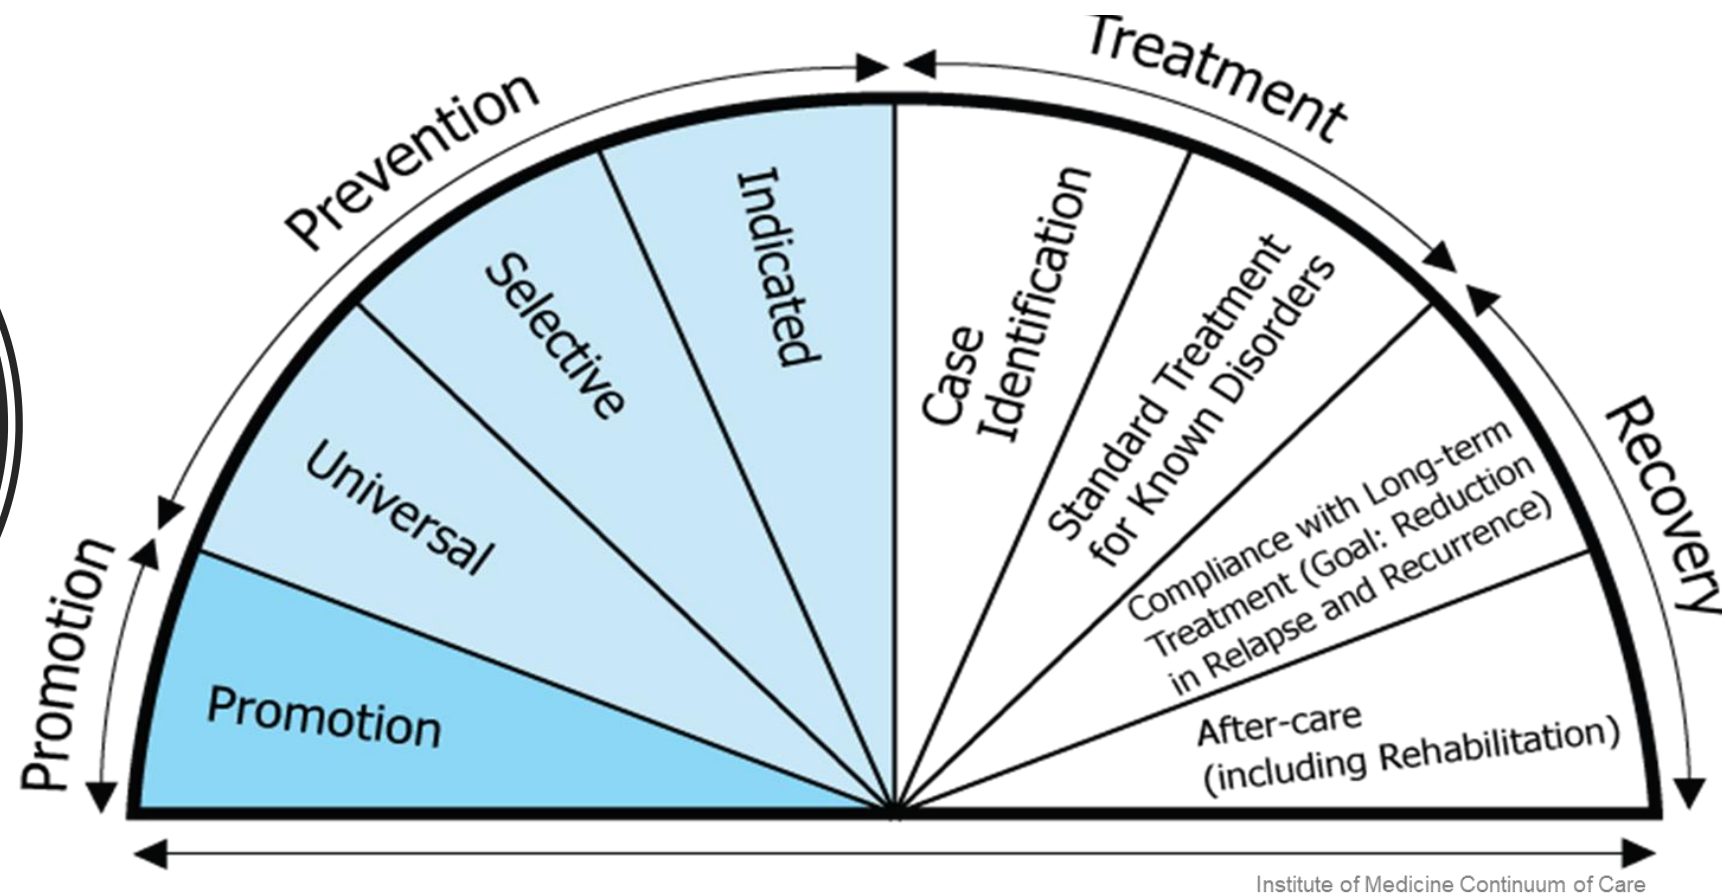 Promotion
Prevention
Treatment
Recovery
Promotion
Universal
Selective
Indicated
Case
Identification
Standard Treatment
for Known Disorders
Compliance with Long-term
Treatment (Goal: Reduction
in Relapse and Recurrence)
After-care
(including Rehabilitation)
Institute of Medicine Continuum of Care